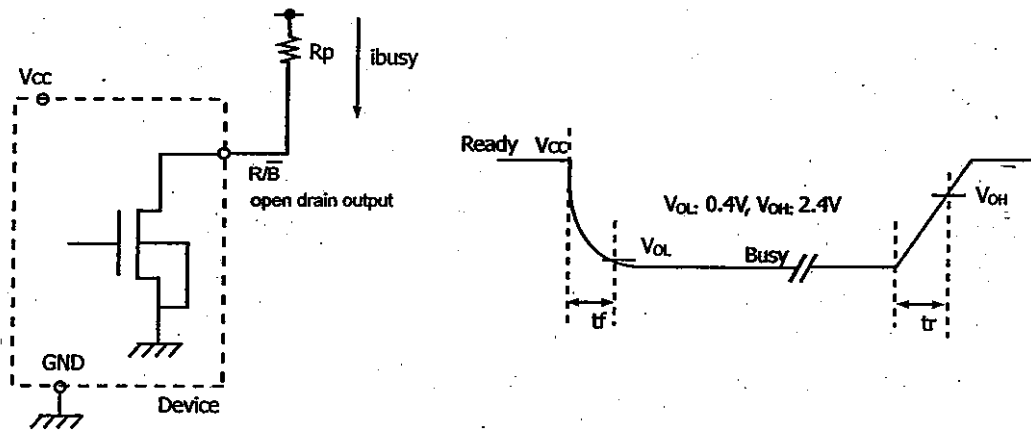 Rp
ibusy
Vcc
R/B̅
open drain output
GND
Device
Ready Vcc
VOL: 0.4V, VOH: 2.4V
VOH
VOL
Busy
tf
tr